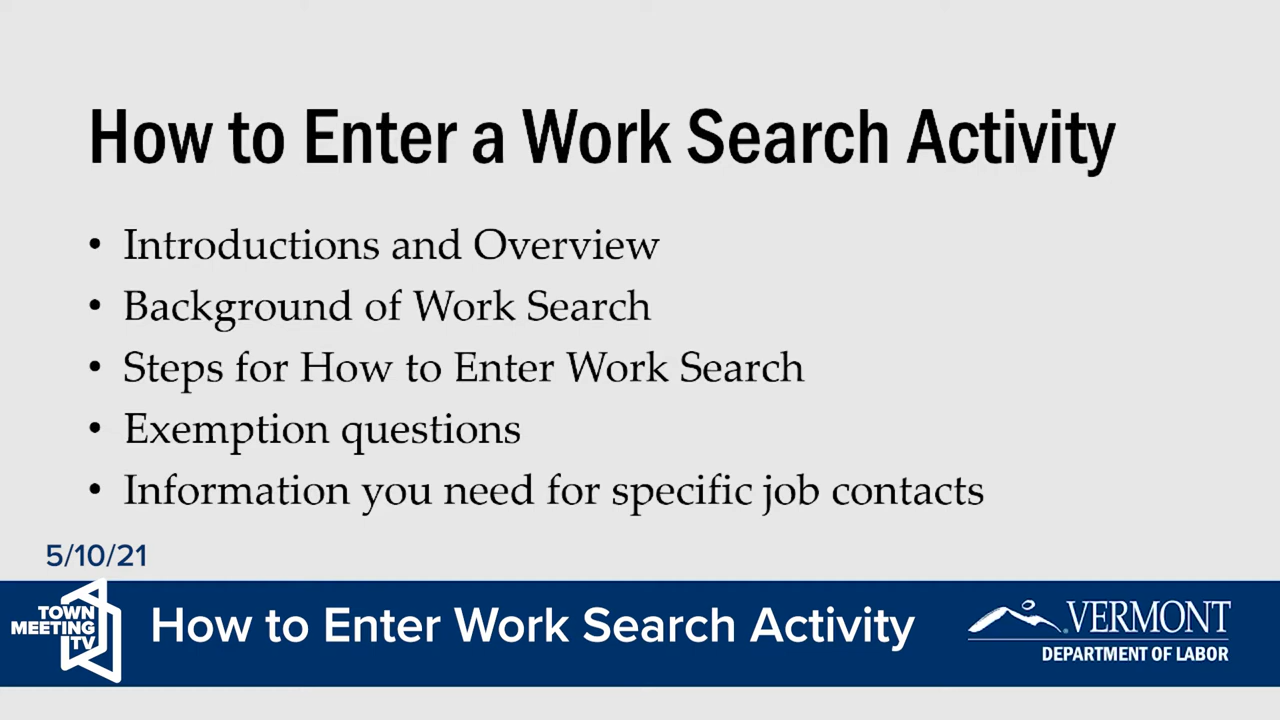 How to Enter a Work Search Activity
• Introductions and Overview
• Background of Work Search
• Steps for How to Enter Work Search
• Exemption questions
• Information you need for specific job contacts
5/10/21
TOWN
MEETING
TV
How to Enter Work Search Activity
VERMONT
DEPARTMENT OF LABOR